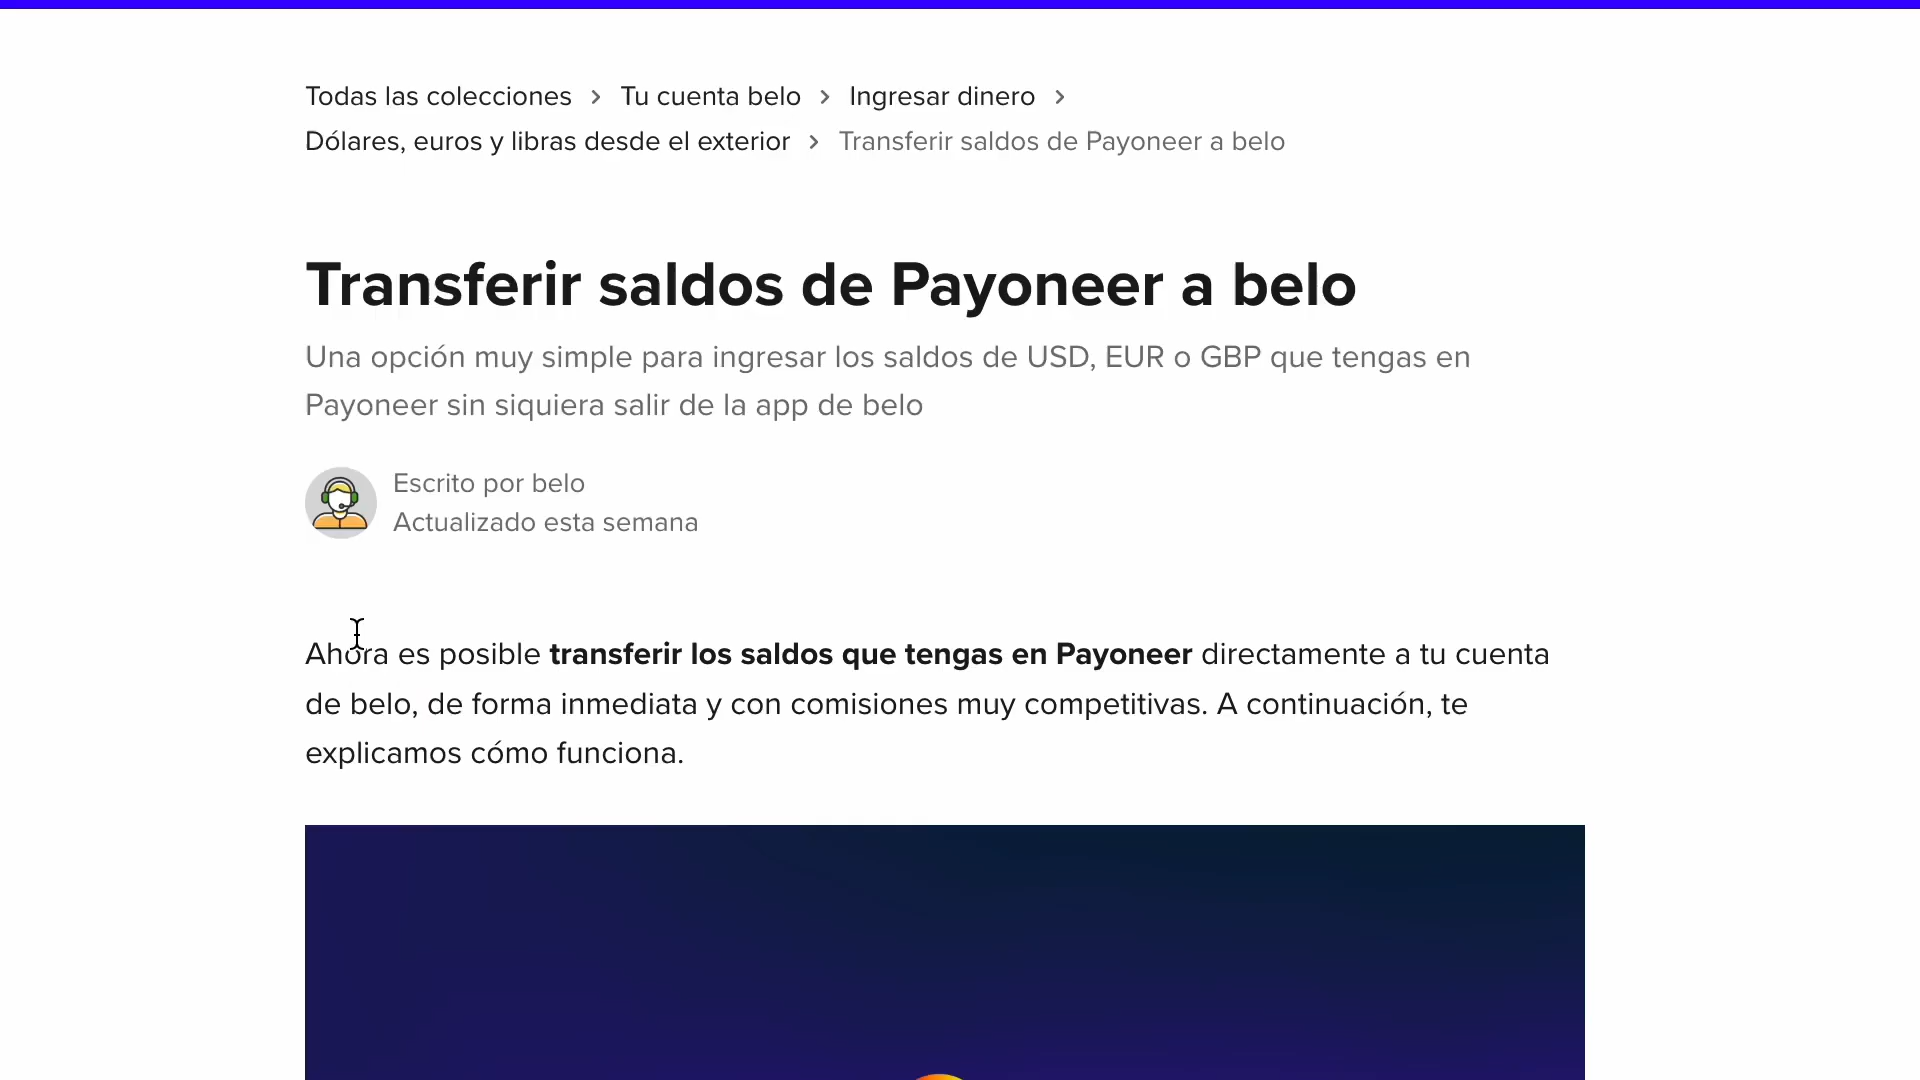 Todas las colecciones > Tu cuenta belo > Ingresar dinero >
Dólares, euros y libras desde el exterior > Transferir saldos de Payoneer a belo
Transferir saldos de Payoneer a belo
Una opción muy simple para ingresar los saldos de USD, EUR o GBP que tengas en
Payoneer sin siquiera salir de la app de belo
Escrito por belo
Actualizado esta semana
Ahora es posible transferir los saldos que tengas en Payoneer directamente a tu cuenta
de belo, de forma inmediata y con comisiones muy competitivas. A continuación, te
explicamos cómo funciona.